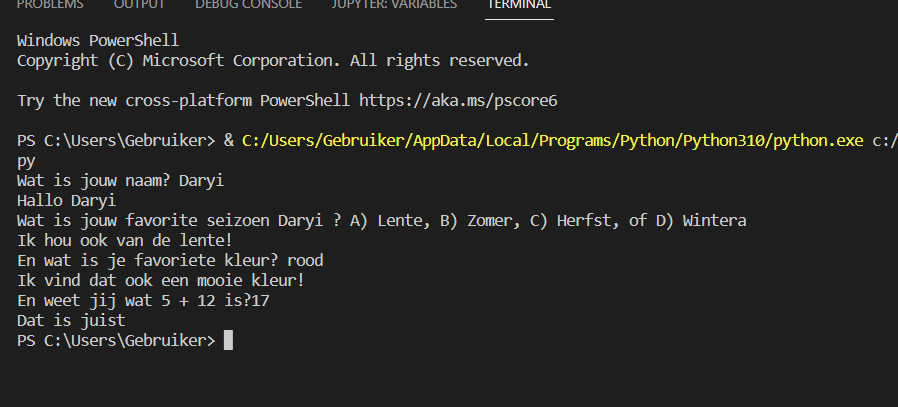 PROBLEMS OUTPUT DEBUG CONSOLE JUPYTER: VARIABLES TERMINAL
Windows PowerShell
Copyright (C) Microsoft Corporation. All rights reserved.
Try the new cross-platform PowerShell https://aka.ms/pscore6
PS C:\Users\Gebruiker> & C:/Users/Gebruiker/AppData/Local/Programs/Python/Python310/python.exe c:/
py
Wat is jouw naam? Daryi
Hallo Daryi
Wat is jouw favorite seizoen Daryi ? A) Lente, B) Zomer, C) Herfst, of D) Wintera
Ik hou ook van de lente!
En wat is je favoriete kleur? rood
Ik vind dat ook een mooie kleur!
En weet jij wat 5 + 12 is?17
Dat is juist
PS C:\Users\Gebruiker>